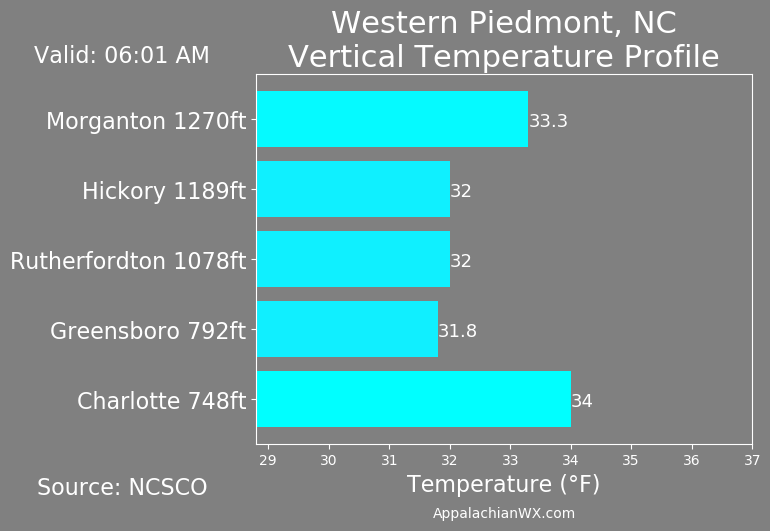 Western Piedmont, NC
Vertical Temperature Profile
Valid: 06:01 AM
Morganton 1270ft
33.3
Hickory 1189ft
32
Rutherfordton 1078ft
32
Greensboro 792ft
31.8
Charlotte 748ft
34
29 30 31 32 33 34 35 36 37
Temperature (°F)
Source: NCSCO
AppalachianWX.com